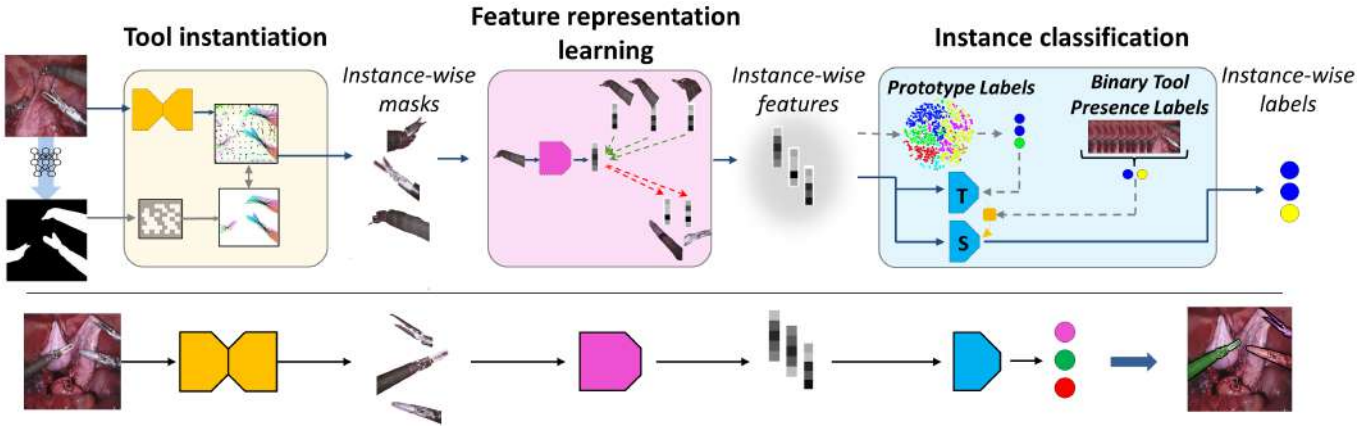 Tool instantiation
Feature representation
learning
Instance classification
Instance-wise
masks
Instance-wise
features
Prototype Labels
Binary Tool
Presence Labels
Instance-wise
labels
T
S